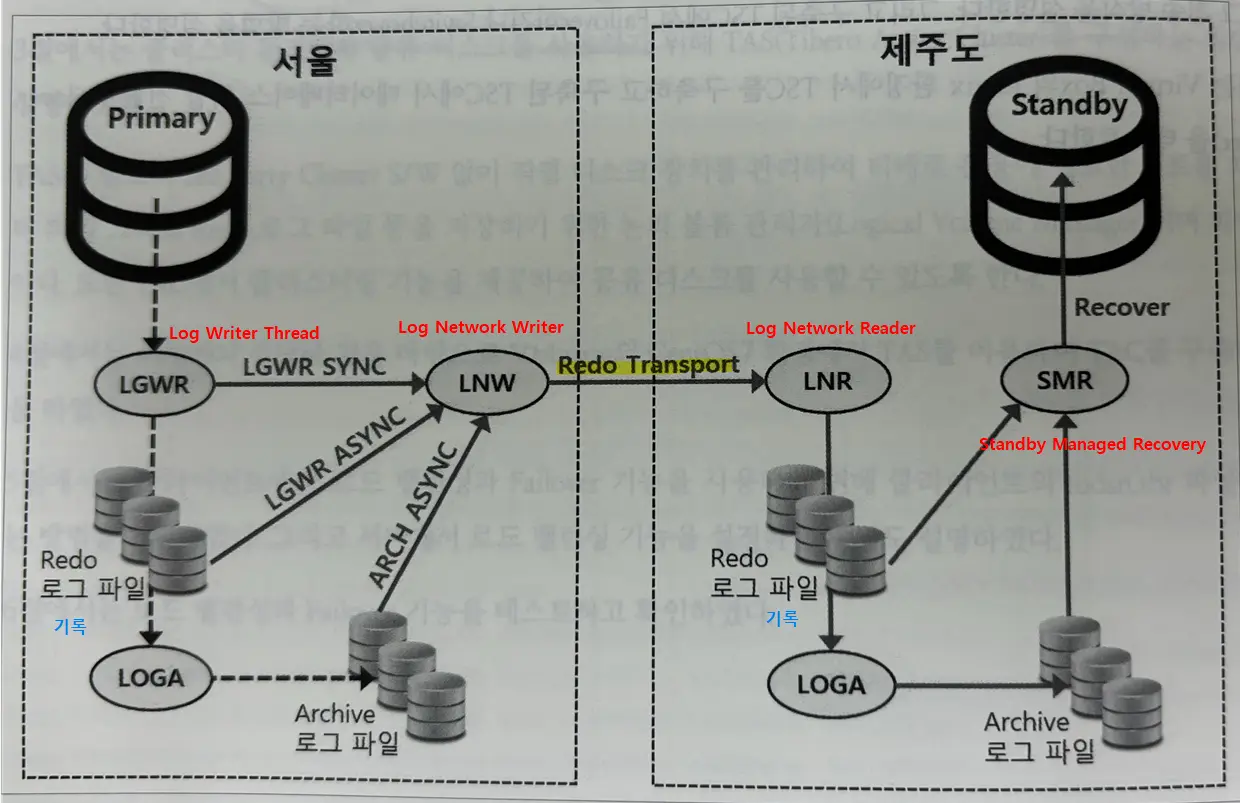 서울
Primary
Log Writer Thread
Log Network Writer
LGWR
LGWR SYNC
LNW
LGWR ASYNC
ARCH ASYNC
Redo
로그 파일
기록
LOGA
Archive
로그 파일
Redo Transport
제주도
Standby
Recover
Log Network Reader
LNR
SMR
Standby Managed Recovery
Redo
로그 파일
기록
LOGA
Archive
로그 파일